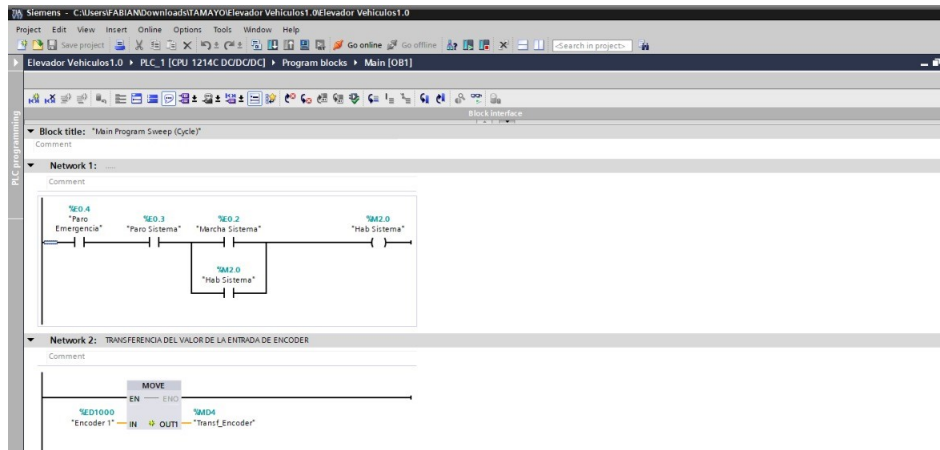 Siemens - C:\Users\FABIAN\Downloads\TAMAYO\Elevador Vehiculos1.0\Elevador Vehiculos1.0
Project Edit View Insert Online Options Tools Window Help
Save project Go online Go offline <Search in project>
Elevador Vehiculos1.0 PLC_1 [CPU 1214C DC/DC/DC] Program blocks Main [OB1]
Block interface
PLC programming
Block title: "Main Program Sweep (Cycle)"
Comment
Network 1: ....
Comment
%E0.4
"Paro Emergencia"
%E0.3
"Paro Sistema"
%E0.2
"Marcha Sistema"
%M2.0
"Hab Sistema"
%M2.0
"Hab Sistema"
Network 2: TRANSFERENCIA DEL VALOR DE LA ENTRADA DE ENCODER
Comment
MOVE
EN ENO
%ED1000
"Encoder 1" IN
OUT1
%MD4
"Transf_Encoder"